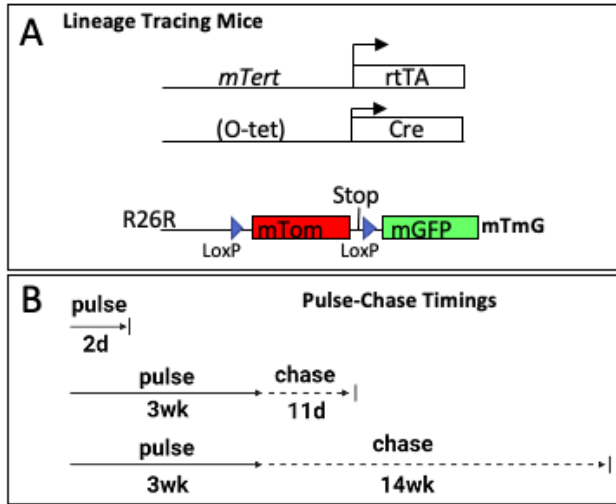 A Lineage Tracing Mice
mTert rtTA
(O-tet) Cre
Stop
R26R mTom mGFP mTmG
LoxP LoxP
B Pulse-Chase Timings
pulse
2d
pulse chase
3wk 11d
pulse chase
3wk 14wk